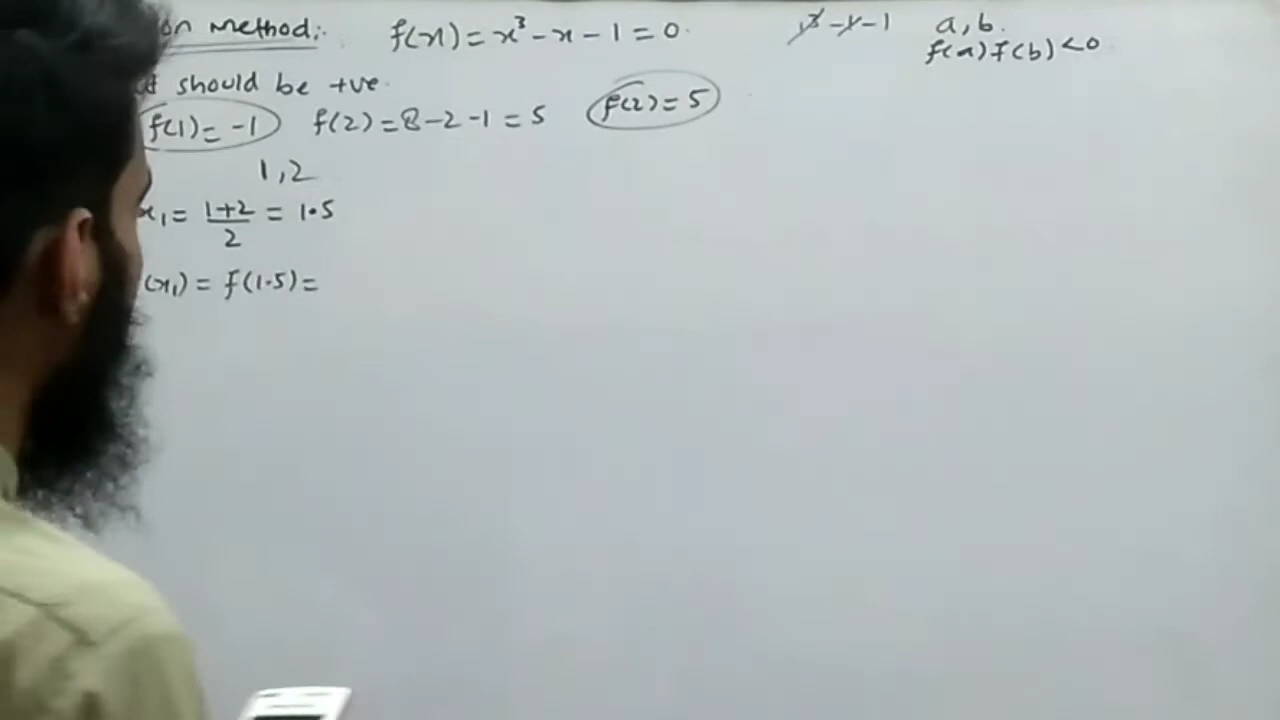 on Method:. f(x) = x³ - x - 1 = 0. x³ - x - 1 a, b.
f(a) f(b) < 0
should be +ve.
f(1) = -1 f(2) = 8 - 2 - 1 = 5 f(2) = 5
1, 2
x₁ = 1+2/2 = 1.5
(x₁) = f(1.5) =